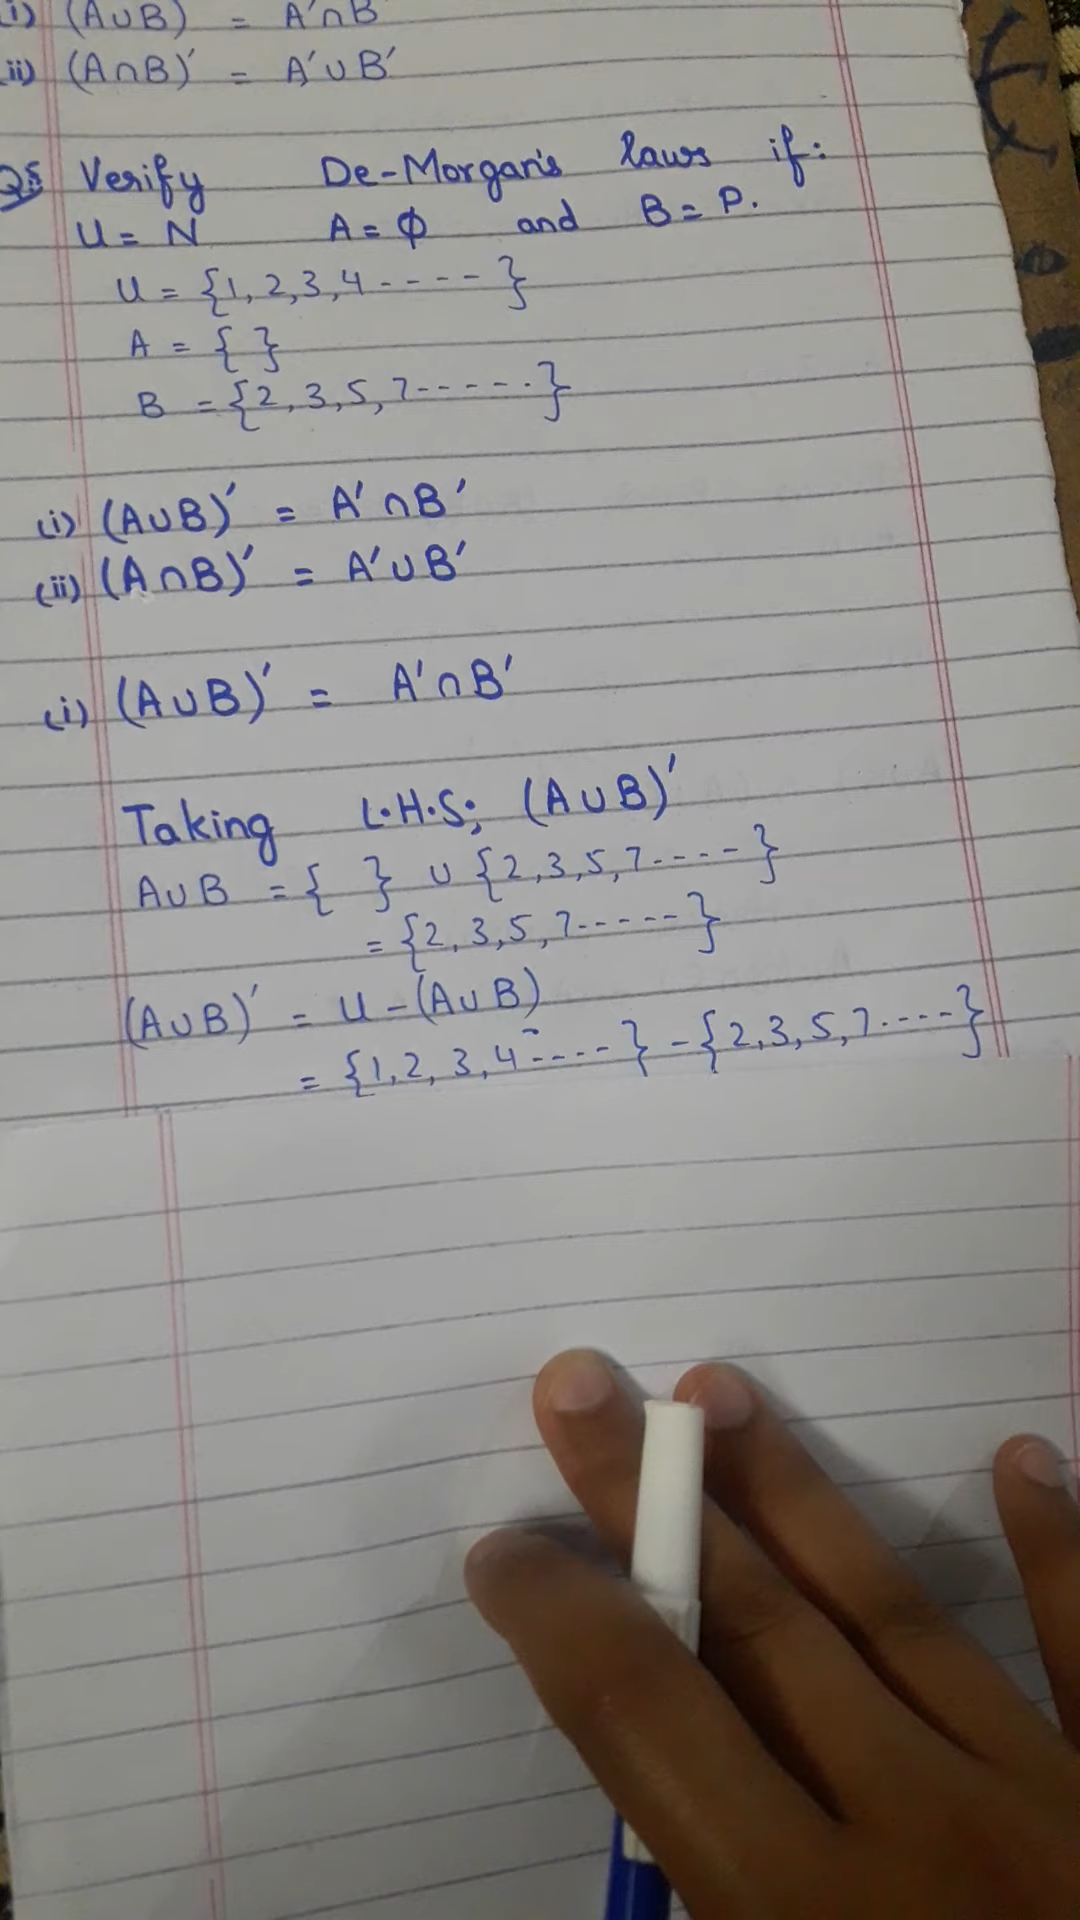 i) (A∪B)' = A'∩B'
ii) (A∩B)' = A'∪B'
Q5 Verify De-Morgan's laws if:
U = N A = Φ and B = P.
U = {1, 2, 3, 4 - - - - }
A = { }
B = {2, 3, 5, 7 - - - - - . }
(i) (A∪B)' = A'∩B'
(ii) (A∩B)' = A'∪B'
(i) (A∪B)' = A'∩B'
Taking L.H.S; (A∪B)'
A∪B = { } ∪ {2, 3, 5, 7 - - - - }
= {2, 3, 5, 7 - - - - - }
(A∪B)' = U - (A∪B)
= {1, 2, 3, 4 - - - - } - {2, 3, 5, 7 - - - - }